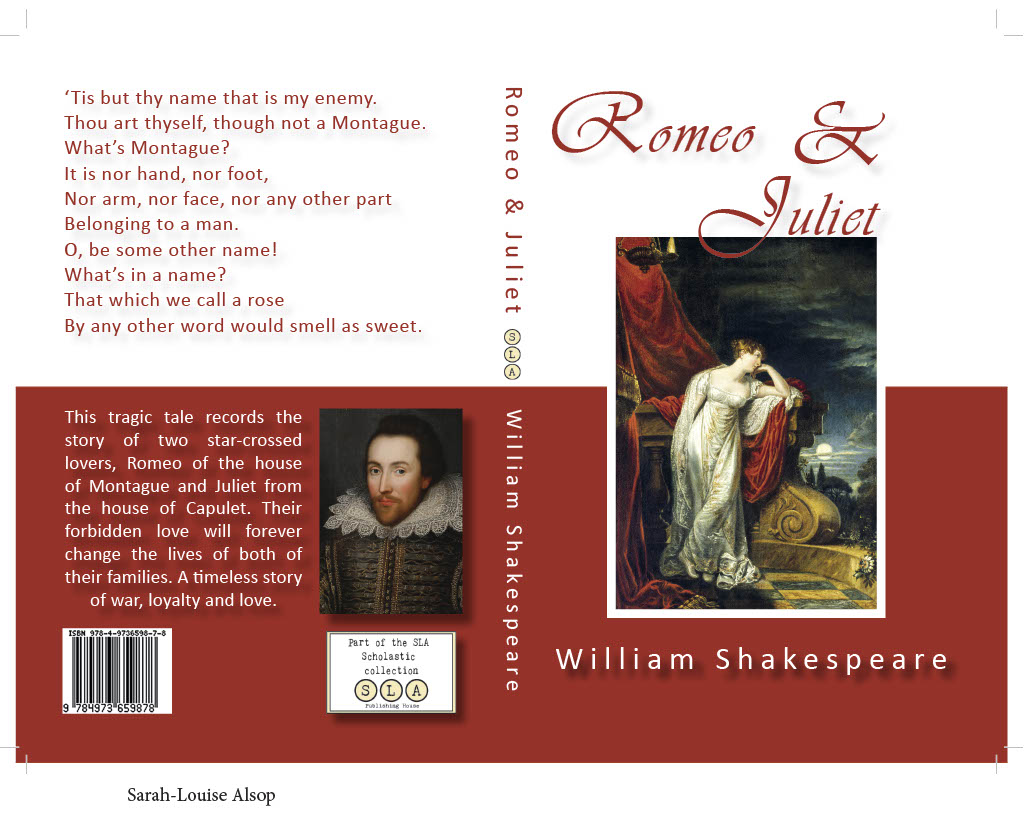 ‘Tis but thy name that is my enemy.
Thou art thyself, though not a Montague.
What’s Montague?
It is nor hand, nor foot,
Nor arm, nor face, nor any other part
Belonging to a man.
O, be some other name!
What’s in a name?
That which we call a rose
By any other word would smell as sweet.
This tragic tale records the
story of two star-crossed
lovers, Romeo of the house
of Montague and Juliet from
the house of Capulet. Their
forbidden love will forever
change the lives of both of
their families. A timeless story
of war, loyalty and love.
ISBN 978-4-9736598-7-8
9 784973 659878
Part of the SLA
Scholastic
collection
S L A
Publishing House
Romeo & Juliet S L A William Shakespeare
Romeo &
Juliet
William Shakespeare
Sarah-Louise Alsop